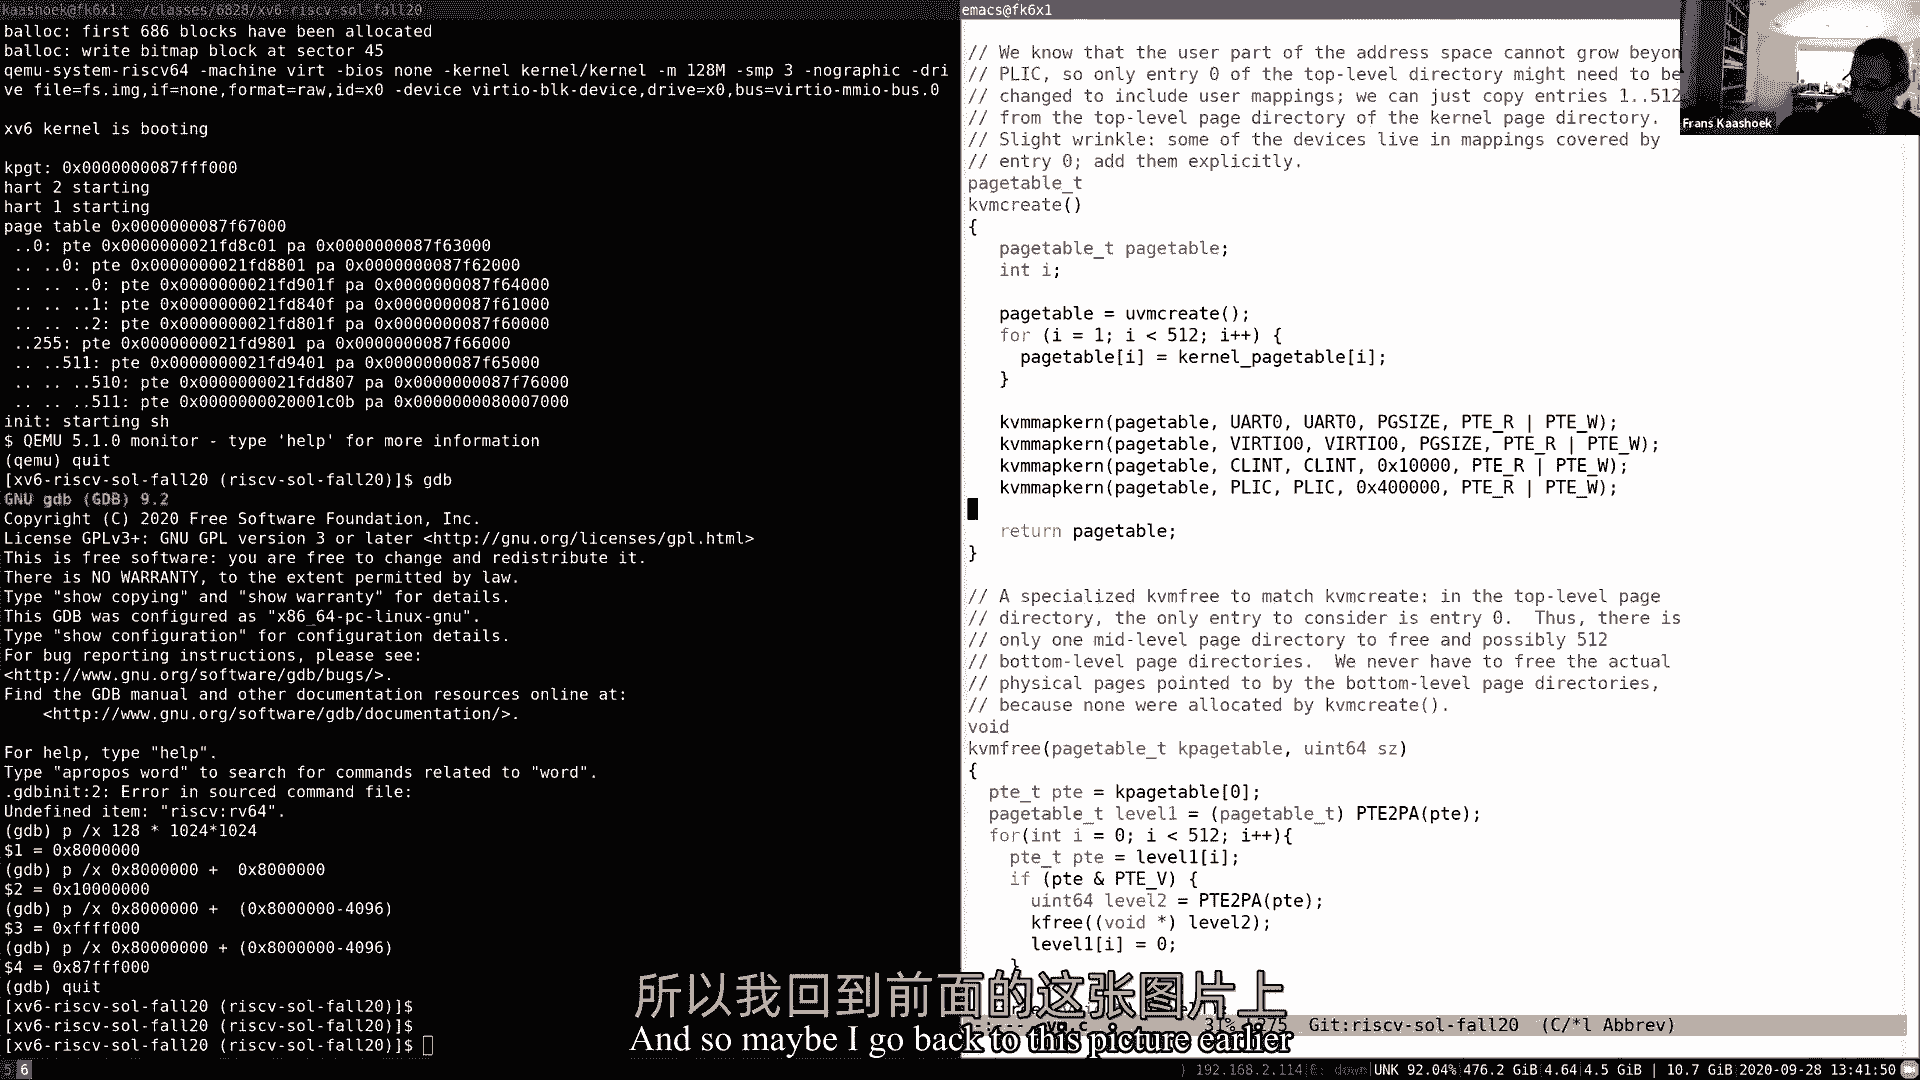 kaashoek@fk6x1: ~/classes/6828/xv6-riscv-sol-fall20
balloc: first 686 blocks have been allocated
balloc: write bitmap block at sector 45
qemu-system-riscv64 -machine virt -bios none -kernel kernel/kernel -m 128M -smp 3 -nographic -dri
ve file=fs.img,if=none,format=raw,id=x0 -device virtio-blk-device,drive=x0,bus=virtio-mmio-bus.0
xv6 kernel is booting
kpgt: 0x0000000087fff000
hart 2 starting
hart 1 starting
page table 0x0000000087f67000
..0: pte 0x0000000021fd8c01 pa 0x0000000087f63000
.. ..0: pte 0x0000000021fd8801 pa 0x0000000087f62000
.. .. ..0: pte 0x0000000021fd901f pa 0x0000000087f64000
.. .. ..1: pte 0x0000000021fd840f pa 0x0000000087f61000
.. .. ..2: pte 0x0000000021fd801f pa 0x0000000087f60000
..255: pte 0x0000000021fd9801 pa 0x0000000087f66000
.. ..511: pte 0x0000000021fd9401 pa 0x0000000087f65000
.. .. ..510: pte 0x0000000021fdd807 pa 0x0000000087f76000
.. .. ..511: pte 0x0000000020001c0b pa 0x0000000080007000
init: starting sh
$ QEMU 5.1.0 monitor - type 'help' for more information
(qemu) quit
[xv6-riscv-sol-fall20 (riscv-sol-fall20)]$ gdb
GNU gdb (GDB) 9.2
Copyright (C) 2020 Free Software Foundation, Inc.
License GPLv3+: GNU GPL version 3 or later <http://gnu.org/licenses/gpl.html>
This is free software: you are free to change and redistribute it.
There is NO WARRANTY, to the extent permitted by law.
Type "show copying" and "show warranty" for details.
This GDB was configured as "x86_64-pc-linux-gnu".
Type "show configuration" for configuration details.
For bug reporting instructions, please see:
<http://www.gnu.org/software/gdb/bugs/>.
Find the GDB manual and other documentation resources online at:
<http://www.gnu.org/software/gdb/documentation/>.
For help, type "help".
Type "apropos word" to search for commands related to "word".
.gdbinit:2: Error in sourced command file:
Undefined item: "riscv:rv64".
(gdb) p /x 128 * 1024*1024
$1 = 0x8000000
(gdb) p /x 0x8000000 +  0x8000000
$2 = 0x10000000
(gdb) p /x 0x8000000 +  (0x8000000-4096)
$3 = 0xffff000
(gdb) p /x 0x80000000 + (0x8000000-4096)
$4 = 0x87fff000
(gdb) quit
[xv6-riscv-sol-fall20 (riscv-sol-fall20)]$
[xv6-riscv-sol-fall20 (riscv-sol-fall20)]$
[xv6-riscv-sol-fall20 (riscv-sol-fall20)]$
emacs@fk6x1
// We know that the user part of the address space cannot grow beyon
// PLIC, so only entry 0 of the top-level directory might need to be
// changed to include user mappings; we can just copy entries 1..512
// from the top-level page directory of the kernel page directory.
// Slight wrinkle: some of the devices live in mappings covered by
// entry 0; add them explicitly.
pagetable_t
kvmcreate()
{
pagetable_t pagetable;
int i;
pagetable = uvmcreate();
for (i = 1; i < 512; i++) {
pagetable[i] = kernel_pagetable[i];
}
kvmmapkern(pagetable, UART0, UART0, PGSIZE, PTE_R | PTE_W);
kvmmapkern(pagetable, VIRTIO0, VIRTIO0, PGSIZE, PTE_R | PTE_W);
kvmmapkern(pagetable, CLINT, CLINT, 0x10000, PTE_R | PTE_W);
kvmmapkern(pagetable, PLIC, PLIC, 0x400000, PTE_R | PTE_W);
return pagetable;
}
// A specialized kvmfree to match kvmcreate: in the top-level page
// directory, the only entry to consider is entry 0.  Thus, there is
// only one mid-level page directory to free and possibly 512
// bottom-level page directories.  We never have to free the actual
// physical pages pointed to by the bottom-level page directories,
// because none were allocated by kvmcreate().
void
kvmfree(pagetable_t kpagetable, uint64 sz)
{
pte_t pte = kpagetable[0];
pagetable_t level1 = (pagetable_t) PTE2PA(pte);
for(int i = 0; i < 512; i++){
pte_t pte = level1[i];
if (pte & PTE_V) {
uint64 level2 = PTE2PA(pte);
kfree((void *) level2);
level1[i] = 0;
}
Git:riscv-sol-fall20  (C/*l Abbrev)
Frans Kaashoek
所以我回到前面的这张图片上
And so maybe I go back to this picture earlier
5 6
192.168.2.114 down UNK 92.04% 476.2 GiB 4.64 4.5 GiB | 10.7 GiB 2020-09-28 13:41:50